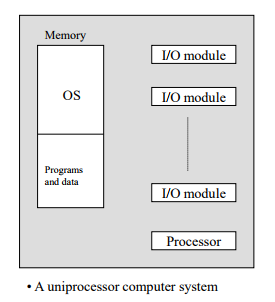 Memory
OS
Programs
and data
I/O module
I/O module
I/O module
Processor
• A uniprocessor computer system